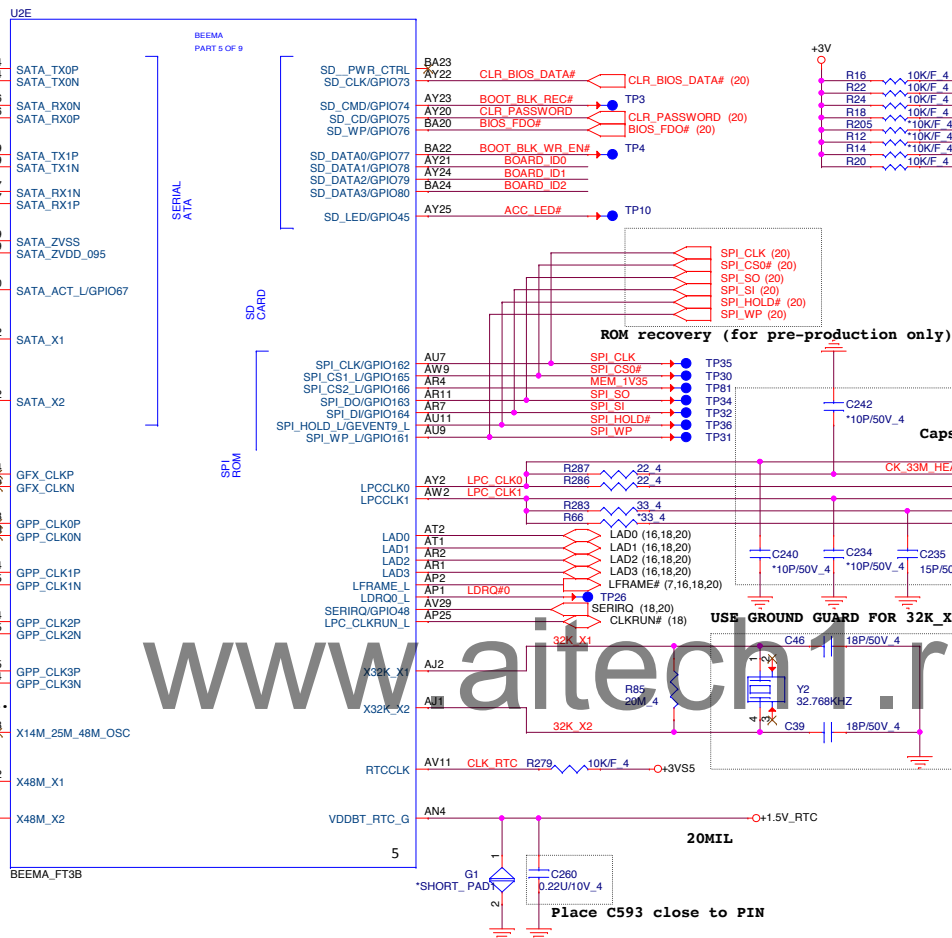 U2E
BEEMA
PART 5 OF 9
SATA_TX0P
SATA_TX0N
SATA_RX0N
SATA_RX0P
SATA_TX1P
SATA_TX1N
SATA_RX1N
SATA_RX1P
SATA_ZVSS
SATA_ZVDD_095
SATA_ACT_L/GPIO67
SATA_X1
SATA_X2
GFX_CLKP
GFX_CLKN
GPP_CLK0P
GPP_CLK0N
GPP_CLK1P
GPP_CLK1N
GPP_CLK2P
GPP_CLK2N
GPP_CLK3P
GPP_CLK3N
X14M_25M_48M_OSC
X48M_X1
X48M_X2
SERIAL
ATA
SD
CARD
SPI
ROM
SD_PWR_CTRL BA23
SD_CLK/GPIO73 AY22 CLR_BIOS_DATA# CLR_BIOS_DATA# (20)
SD_CMD/GPIO74 AY23 BOOT_BLK_REC# TP3
SD_CD/GPIO75 AY20 CLR_PASSWORD CLR_PASSWORD (20)
SD_WP/GPIO76 BA20 BIOS_FDO# BIOS_FDO# (20)
SD_DATA0/GPIO77 BA22 BOOT_BLK_WR_EN# TP4
SD_DATA1/GPIO78 AY21 BOARD_ID0
SD_DATA2/GPIO79 AY24 BOARD_ID1
SD_DATA3/GPIO80 BA24 BOARD_ID2
SD_LED/GPIO45 AY25 ACC_LED# TP10
+3V
R16 10K/F_4
R22 10K/F_4
R24 10K/F_4
R18 10K/F_4
R205 *10K/F_4
R12 *10K/F_4
R14 *10K/F_4
R20 10K/F_4
SPI_CLK (20)
SPI_CS0# (20)
SPI_SO (20)
SPI_SI (20)
SPI_HOLD# (20)
SPI_WP (20)
ROM recovery (for pre-production only)
SPI_CLK/GPIO162 AU7 SPI_CLK TP35
SPI_CS1_L/GPIO165 AW9 SPI_CS0# TP30
SPI_CS2_L/GPIO166 AR4 MEM_1V35 TP81
SPI_DO/GPIO163 AR11 SPI_SO TP34
SPI_DI/GPIO164 AR7 SPI_SI TP32
SPI_HOLD_L/GEVENT9_L AU11 SPI_HOLD# TP36
SPI_WP_L/GPIO161 AU9 SPI_WP TP31
C242
*10P/50V_4
Caps
CK_33M_HE
LPCCLK0 AY2 LPC_CLK0
LPCCLK1 AW2 LPC_CLK1
R287 22_4
R286 22_4
R283 33_4
R66 *33_4
LAD0 AT2 LAD0 (16,18,20)
LAD1 AT1 LAD1 (16,18,20)
LAD2 AR2 LAD2 (16,18,20)
LAD3 AR1 LAD3 (16,18,20)
LFRAME_L AP2 LFRAME# (7,16,18,20)
LDRQ0_L AP1 LDRQ#0 TP26
SERIRQ/GPIO48 AV29 SERIRQ (18,20)
LPC_CLKRUN_L AP25 CLKRUN# (18)
C240
*10P/50V_4
C234
*10P/50V_4
C235
15P/50
USE GROUND GUARD FOR 32K_X
www.aitech1.r
X32K_X1 AJ2 32K_X1
X32K_X2 AJ1 32K_X2
R85
20M_4
C46 18P/50V_4
1 2
Y2
32.768KHZ
4 3
C39 18P/50V_4
RTCCLK AV11 CLK_RTC R279 10K/F_4 +3VS5
VDDBT_RTC_G AN4 +1.5V_RTC
20MIL
5
BEEMA_FT3B
G1
*SHORT_PAD1
1
2
C260
0.22U/10V_4
Place C593 close to PIN